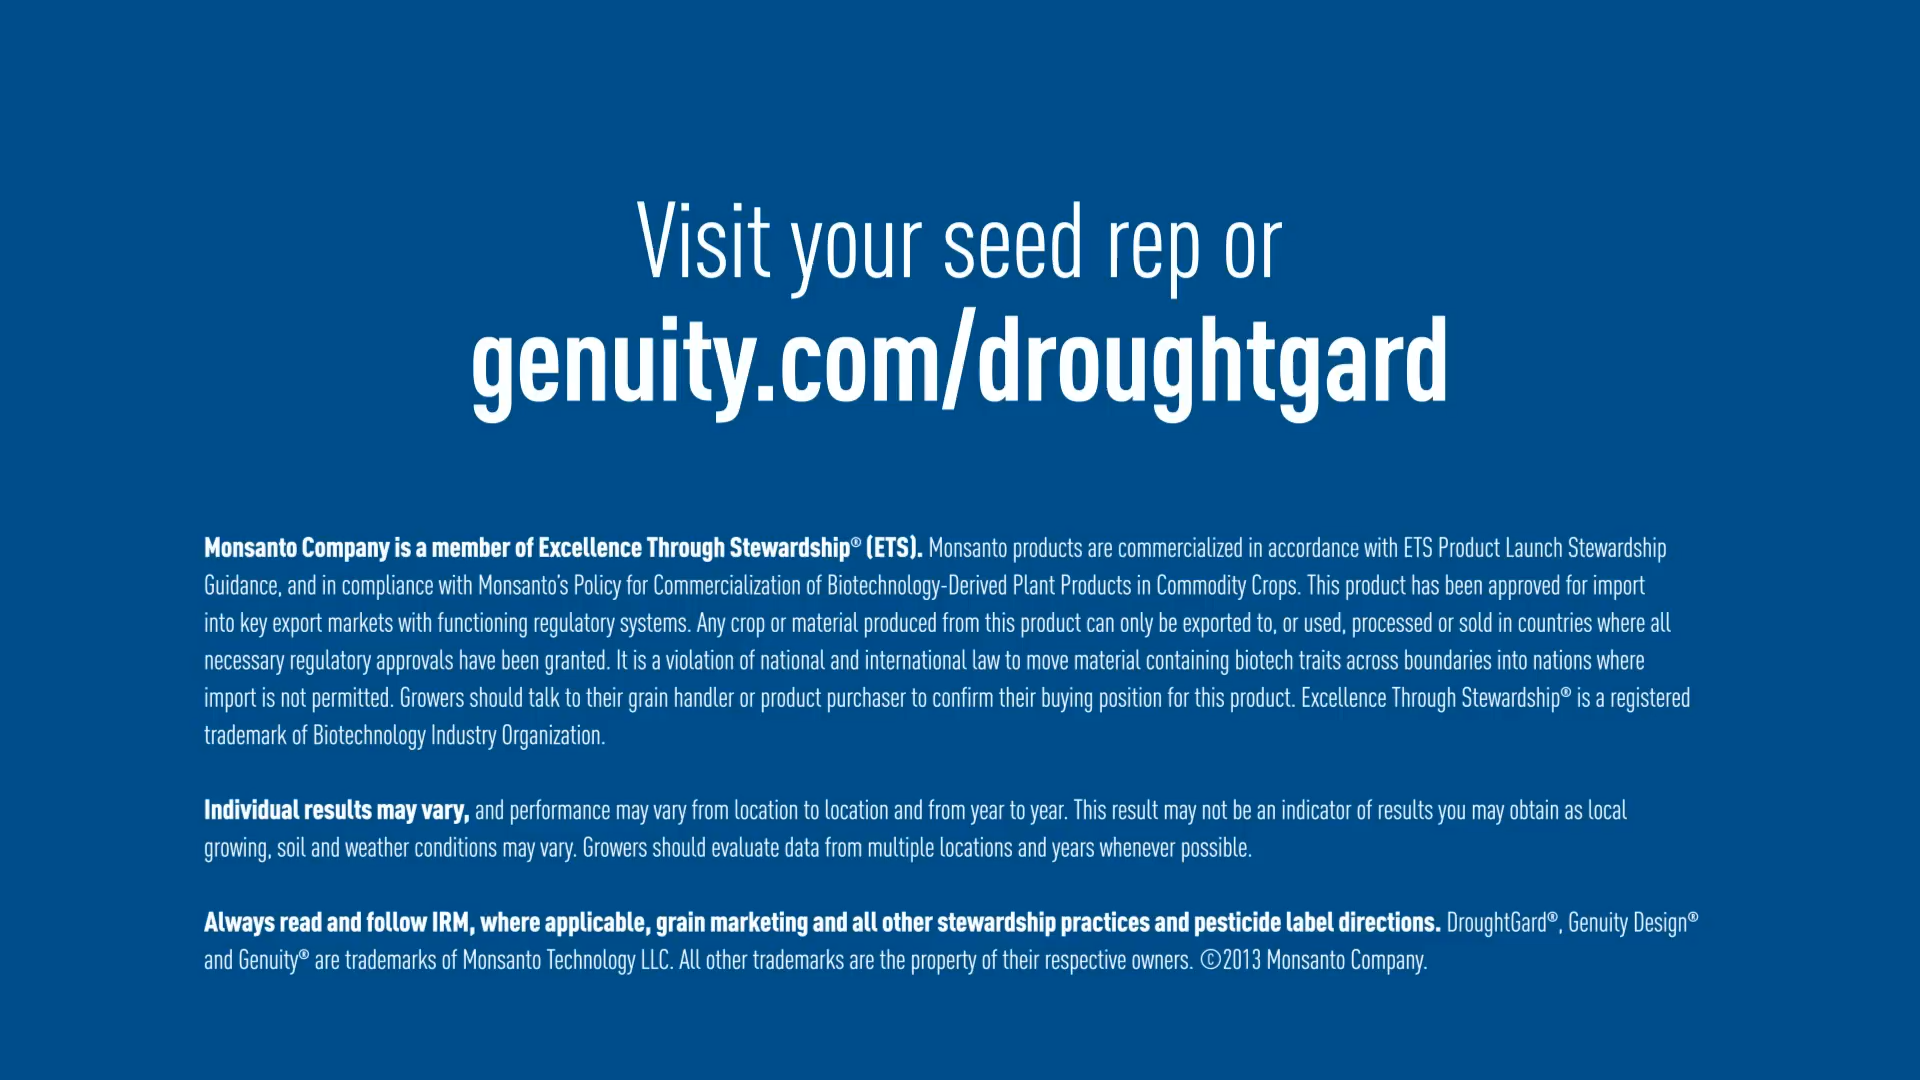 Visit your seed rep or
genuity.com/droughtgard
Monsanto Company is a member of Excellence Through Stewardship® (ETS). Monsanto products are commercialized in accordance with ETS Product Launch Stewardship
Guidance, and in compliance with Monsanto's Policy for Commercialization of Biotechnology-Derived Plant Products in Commodity Crops. This product has been approved for import
into key export markets with functioning regulatory systems. Any crop or material produced from this product can only be exported to, or used, processed or sold in countries where all
necessary regulatory approvals have been granted. It is a violation of national and international law to move material containing biotech traits across boundaries into nations where
import is not permitted. Growers should talk to their grain handler or product purchaser to confirm their buying position for this product. Excellence Through Stewardship® is a registered
trademark of Biotechnology Industry Organization.
Individual results may vary, and performance may vary from location to location and from year to year. This result may not be an indicator of results you may obtain as local
growing, soil and weather conditions may vary. Growers should evaluate data from multiple locations and years whenever possible.
Always read and follow IRM, where applicable, grain marketing and all other stewardship practices and pesticide label directions. DroughtGard®, Genuity Design®
and Genuity® are trademarks of Monsanto Technology LLC. All other trademarks are the property of their respective owners. ©2013 Monsanto Company.